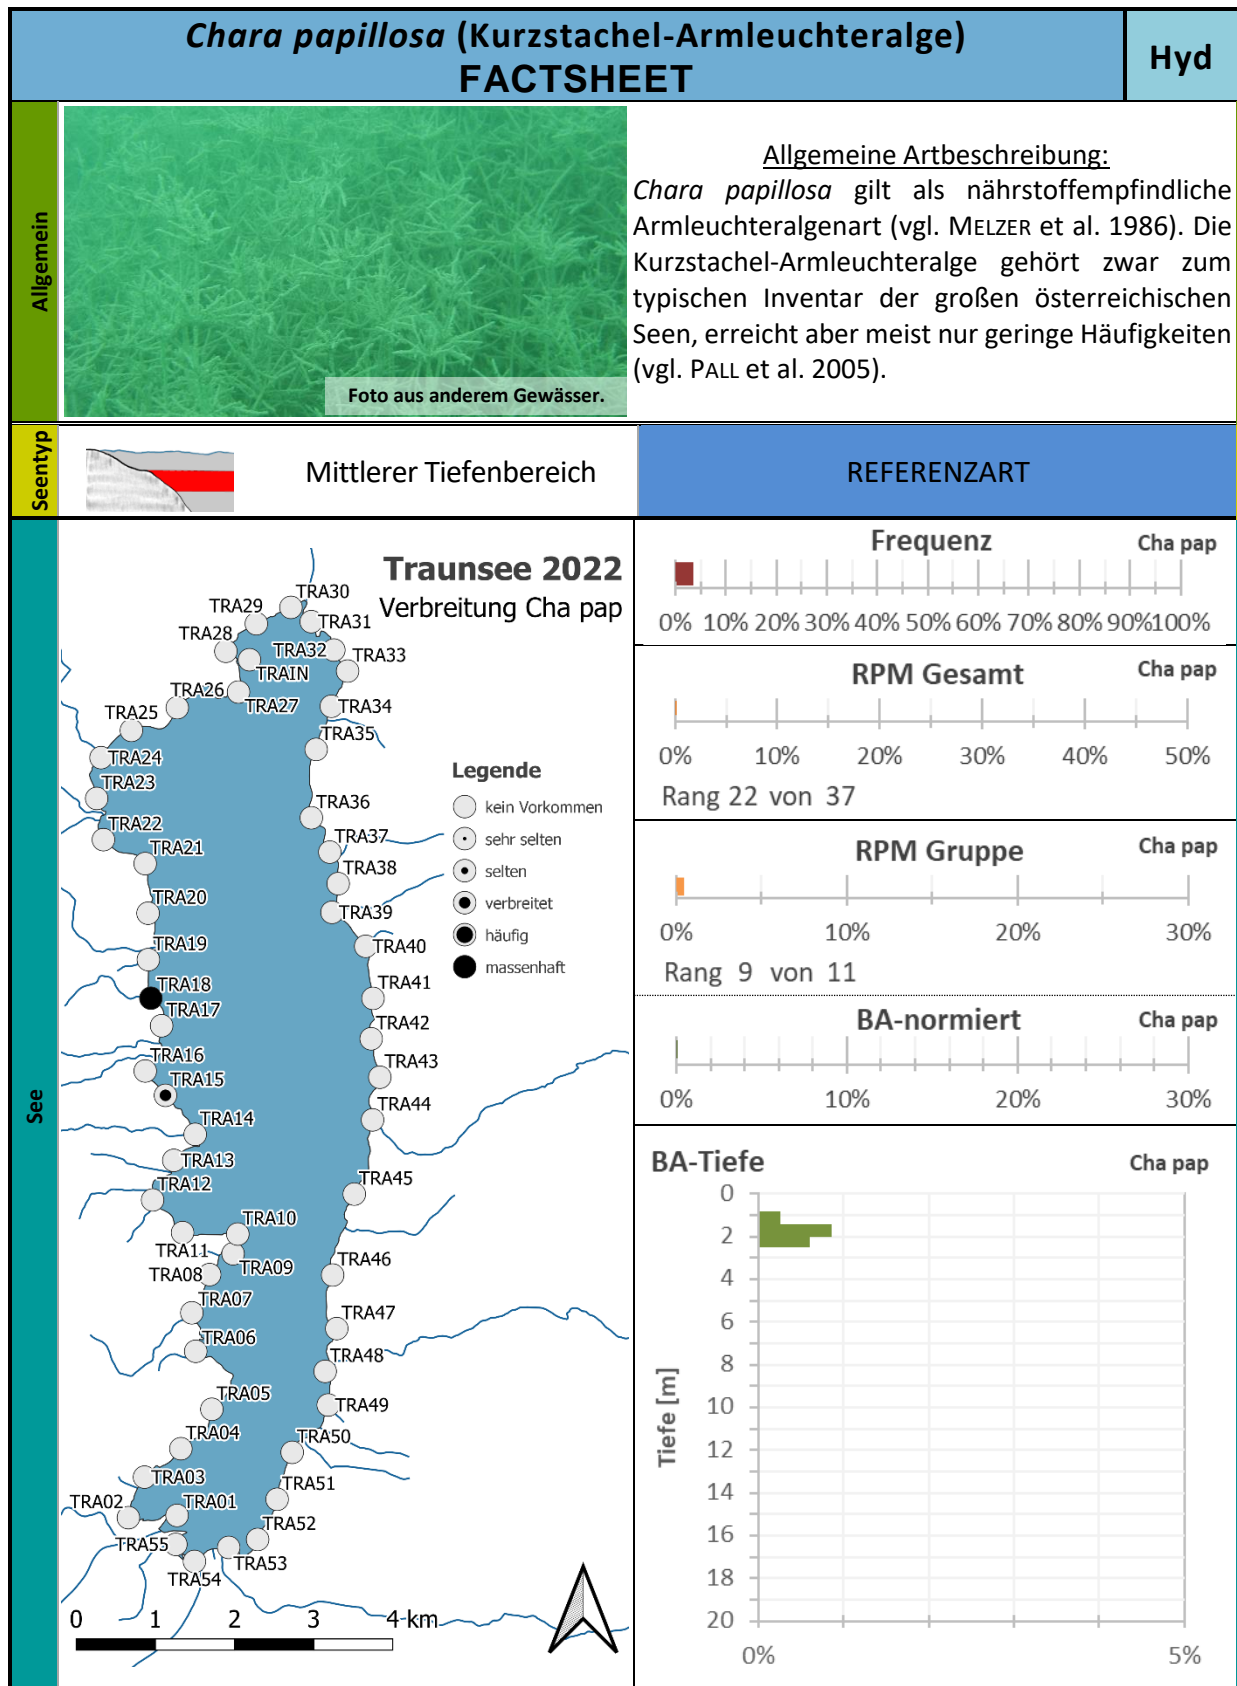 Chara papillosa (Kurzstachel-Armleuchteralge)
FACTSHEET
Hyd
Allgemein
Foto aus anderem Gewässer.
Allgemeine Artbeschreibung:
Chara papillosa gilt als nährstoffempfindliche
Armleuchteralgenart (vgl. MELZER et al. 1986). Die
Kurzstachel-Armleuchteralge gehört zwar zum
typischen Inventar der großen österreichischen
Seen, erreicht aber meist nur geringe Häufigkeiten
(vgl. PALL et al. 2005).
Seentyp
Mittlerer Tiefenbereich
REFERENZART
See
Traunsee 2022
Verbreitung Cha pap
TRA30
TRA29
TRA31
TRA28
TRA32
TRA33
TRAIN
TRA26
TRA27
TRA34
TRA25
TRA35
TRA24
TRA23
TRA36
TRA22
TRA37
TRA21
TRA38
TRA20
TRA39
TRA19
TRA40
TRA18
TRA41
TRA17
TRA42
TRA16
TRA43
TRA15
TRA44
TRA14
TRA13
TRA12
TRA45
TRA10
TRA11
TRA09
TRA08
TRA46
TRA07
TRA47
TRA06
TRA48
TRA05
TRA49
TRA04
TRA50
TRA03
TRA51
TRA02
TRA01
TRA52
TRA55
TRA53
TRA54
Legende
kein Vorkommen
sehr selten
selten
verbreitet
häufig
massenhaft
0 1 2 3 4 km
Frequenz
Cha pap
0% 10% 20% 30% 40% 50% 60% 70% 80% 90% 100%
RPM Gesamt
Cha pap
0% 10% 20% 30% 40% 50%
Rang 22 von 37
RPM Gruppe
Cha pap
0% 10% 20% 30%
Rang 9 von 11
BA-normiert
Cha pap
0% 10% 20% 30%
BA-Tiefe
Cha pap
Tiefe [m]
0
2
4
6
8
10
12
14
16
18
20
0% 5%